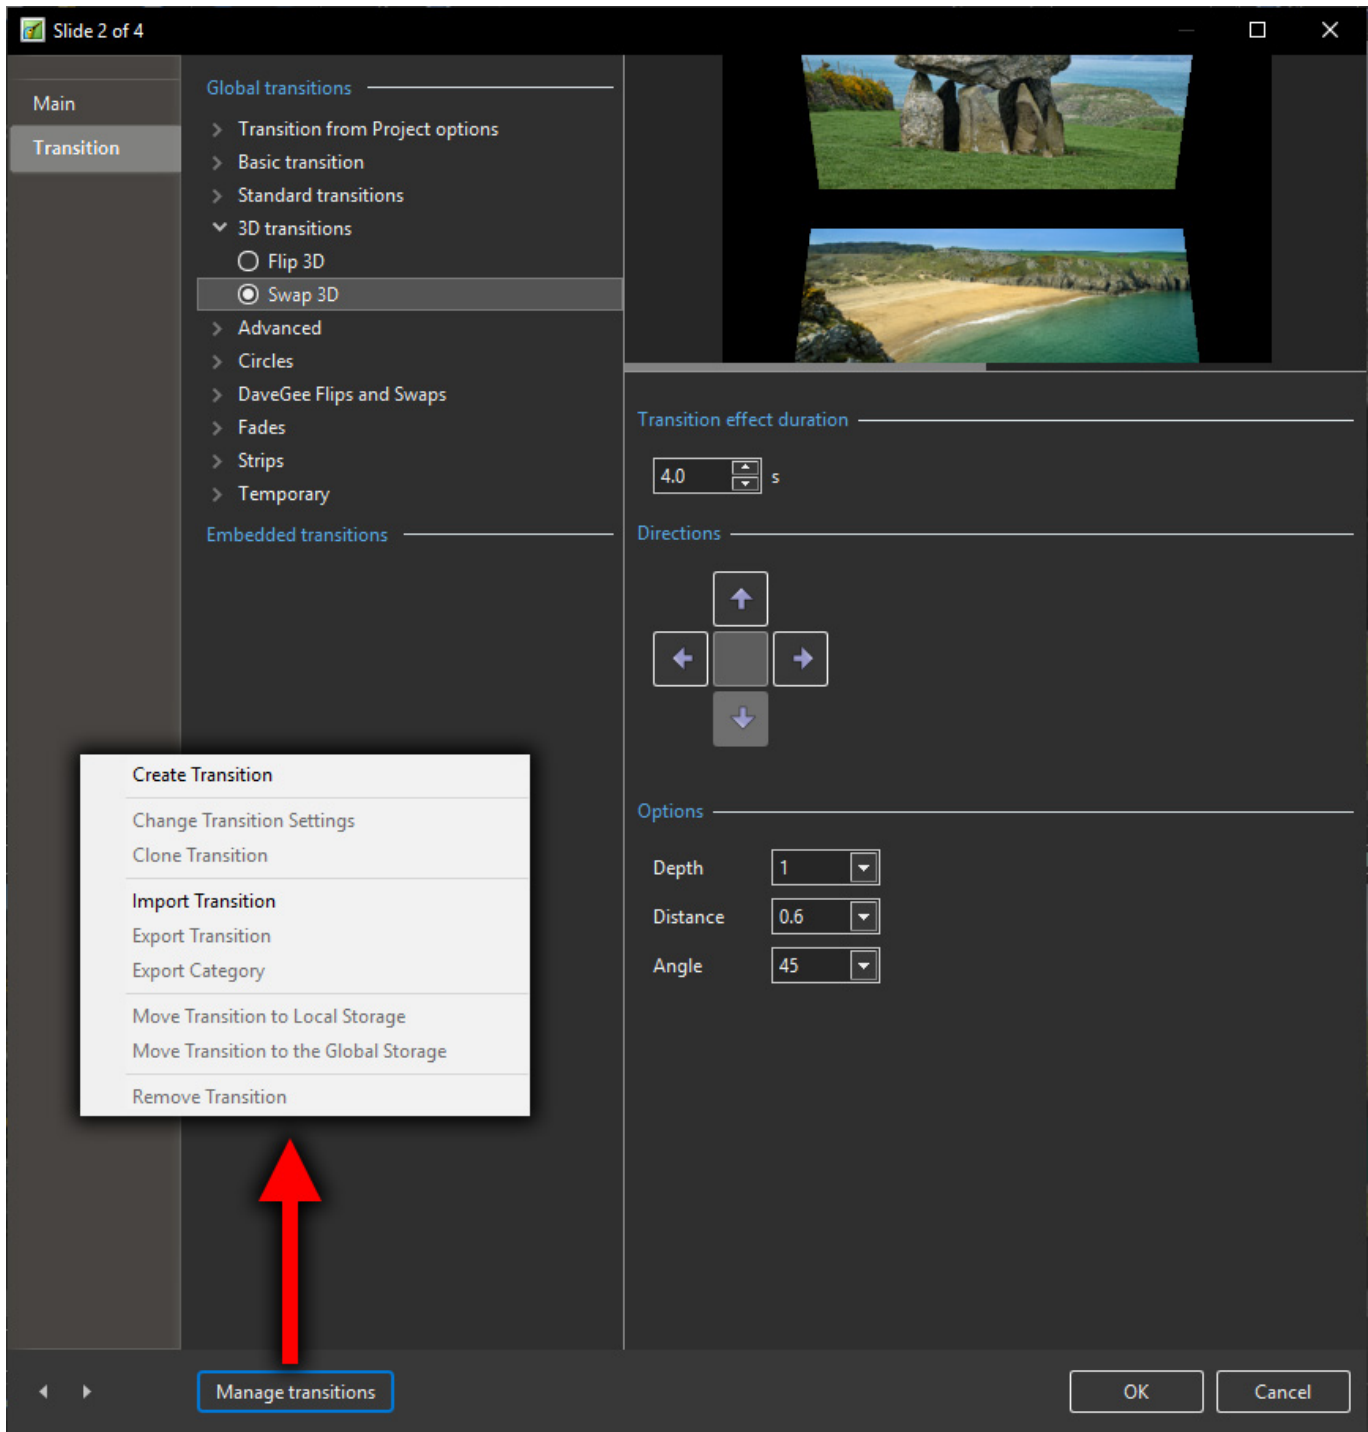 Slide 2 of 4
Main
Transition
Global transitions
Transition from Project options
Basic transition
Standard transitions
3D transitions
Flip 3D
Swap 3D
Advanced
Circles
DaveGee Flips and Swaps
Fades
Strips
Temporary
Embedded transitions
Transition effect duration
4.0 s
Directions
Options
Depth 1
Distance 0.6
Angle 45
Create Transition
Change Transition Settings
Clone Transition
Import Transition
Export Transition
Export Category
Move Transition to Local Storage
Move Transition to the Global Storage
Remove Transition
Manage transitions
OK
Cancel